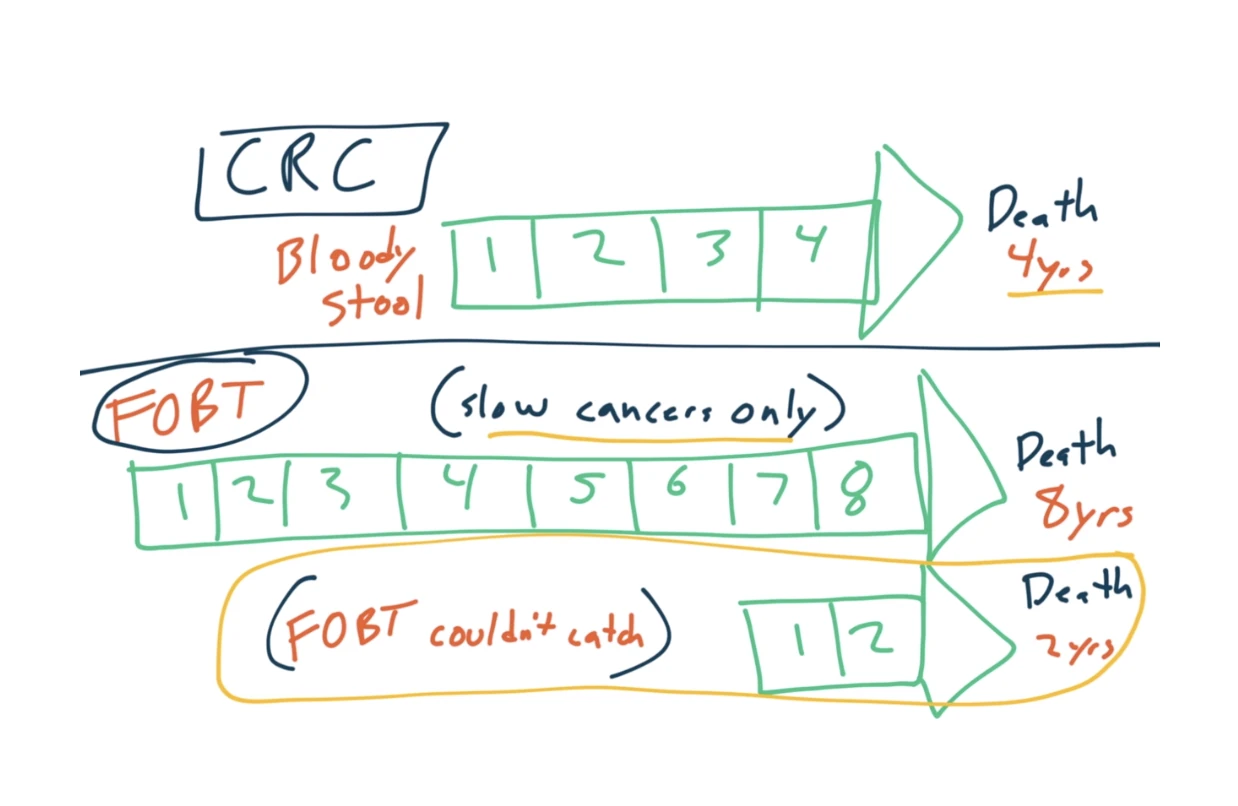 CRC
Bloody
stool
1 2 3 4
Death
4yrs
FOBT
(slow cancers only)
1 2 3 4 5 6 7 8
Death
8yrs
(FOBT couldn't catch)
1 2
Death
2yrs